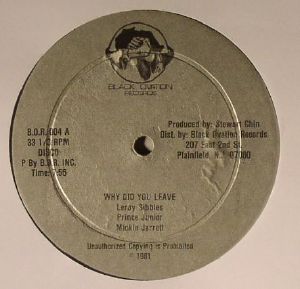 BLACK OVATION
RECORDS
B.O.R. 004 A
33 1/3 RPM
DISCO
P By B.O.R. INC.
Time: 7:55
Produced by: Stewart Chin
Dist. by: Black Ovation Records
207 East 2nd St.
Plainfield, N.J. 07060
WHY DID YOU LEAVE
Leroy Sibbles
Prince Junior
Mickie Jarrett
Unauthorized Copying is Prohibited
© 1981